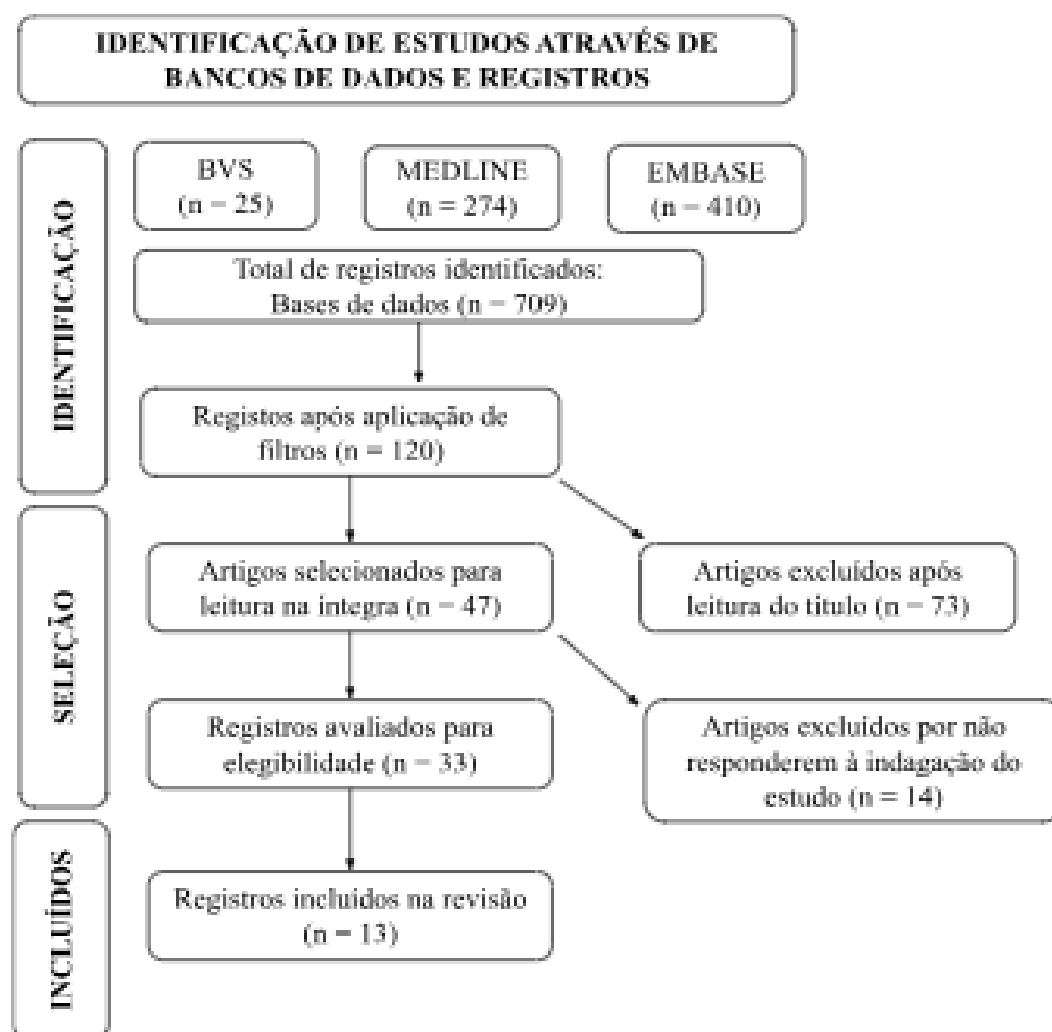 IDENTIFICAÇÃO DE ESTUDOS ATRAVÉS DE
BANCOS DE DADOS E REGISTROS
IDENTIFICAÇÃO
BVS
(n = 25)
MEDLINE
(n = 274)
EMBASE
(n = 410)
Total de registros identificados:
Bases de dados (n = 709)
Registos após aplicação de
filtros (n = 120)
SELEÇÃO
Artigos selecionados para
leitura na íntegra (n = 47)
Artigos excluídos após
leitura do título (n = 73)
Registros avaliados para
elegibilidade (n = 33)
Artigos excluídos por não
responderem à indagação do
estudo (n = 14)
INCLUÍDOS
Registros incluídos na revisão
(n = 13)